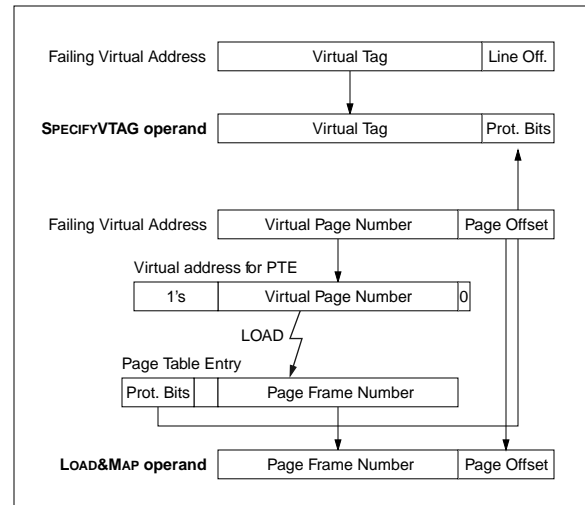 Failing Virtual Address Virtual Tag Line Off.
SPECIFYVTAG operand Virtual Tag Prot. Bits
Failing Virtual Address Virtual Page Number Page Offset
Virtual address for PTE
1's Virtual Page Number 0
LOAD
Page Table Entry
Prot. Bits Page Frame Number
LOAD&MAP operand Page Frame Number Page Offset